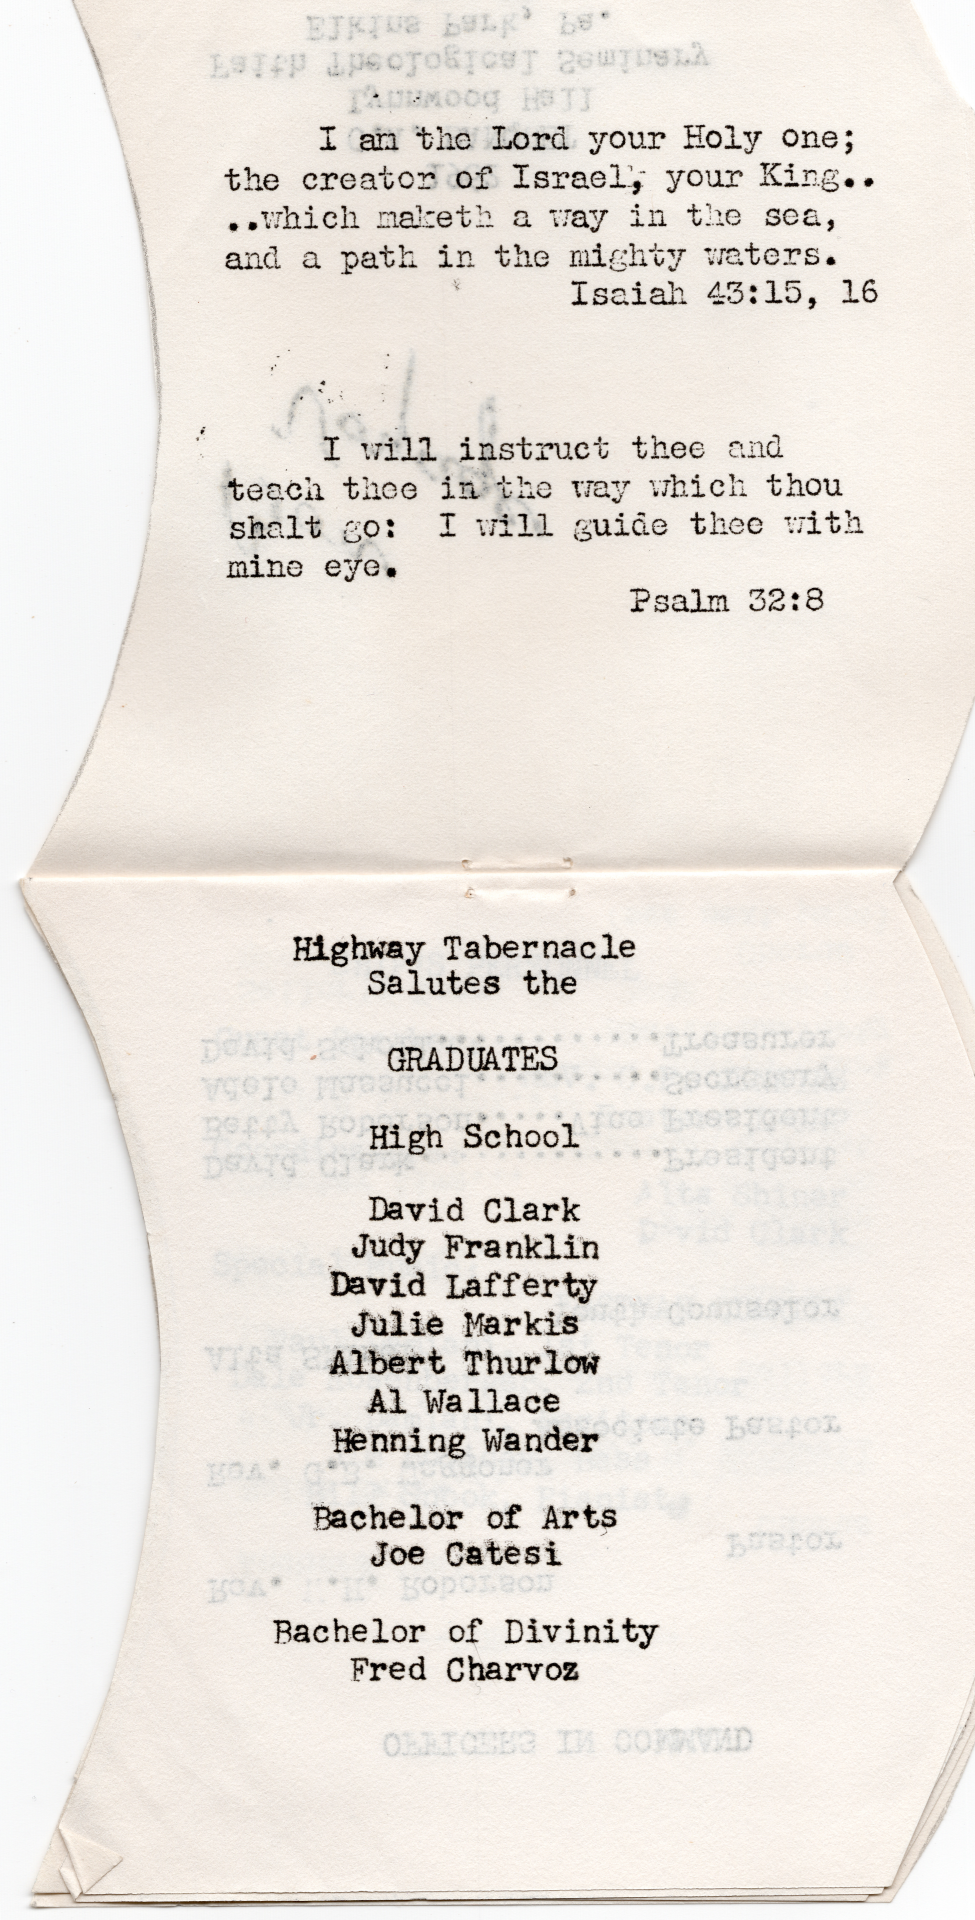 I am the Lord your Holy one;
the creator of Israel, your King..
..which maketh a way in the sea,
and a path in the mighty waters.
Isaiah 43:15, 16
I will instruct thee and
teach thee in the way which thou
shalt go: I will guide thee with
mine eye.
Psalm 32:8
Highway Tabernacle
Salutes the
GRADUATES
High School
David Clark
Judy Franklin
David Lafferty
Julie Markis
Albert Thurlow
Al Wallace
Henning Wander
Bachelor of Arts
Joe Catesi
Bachelor of Divinity
Fred Charvoz